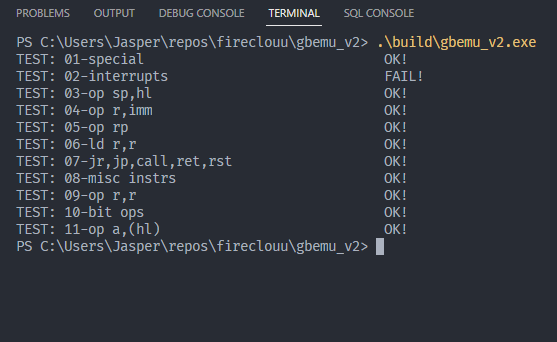 PROBLEMS OUTPUT DEBUG CONSOLE TERMINAL SQL CONSOLE
PS C:\Users\Jasper\repos\fireclouu\gbemu_v2> .\build\gbemu_v2.exe
TEST: 01-special OK!
TEST: 02-interrupts FAIL!
TEST: 03-op sp,hl OK!
TEST: 04-op r,imm OK!
TEST: 05-op rp OK!
TEST: 06-ld r,r OK!
TEST: 07-jr,jp,call,ret,rst OK!
TEST: 08-misc instrs OK!
TEST: 09-op r,r OK!
TEST: 10-bit ops OK!
TEST: 11-op a,(hl) OK!
PS C:\Users\Jasper\repos\fireclouu\gbemu_v2>